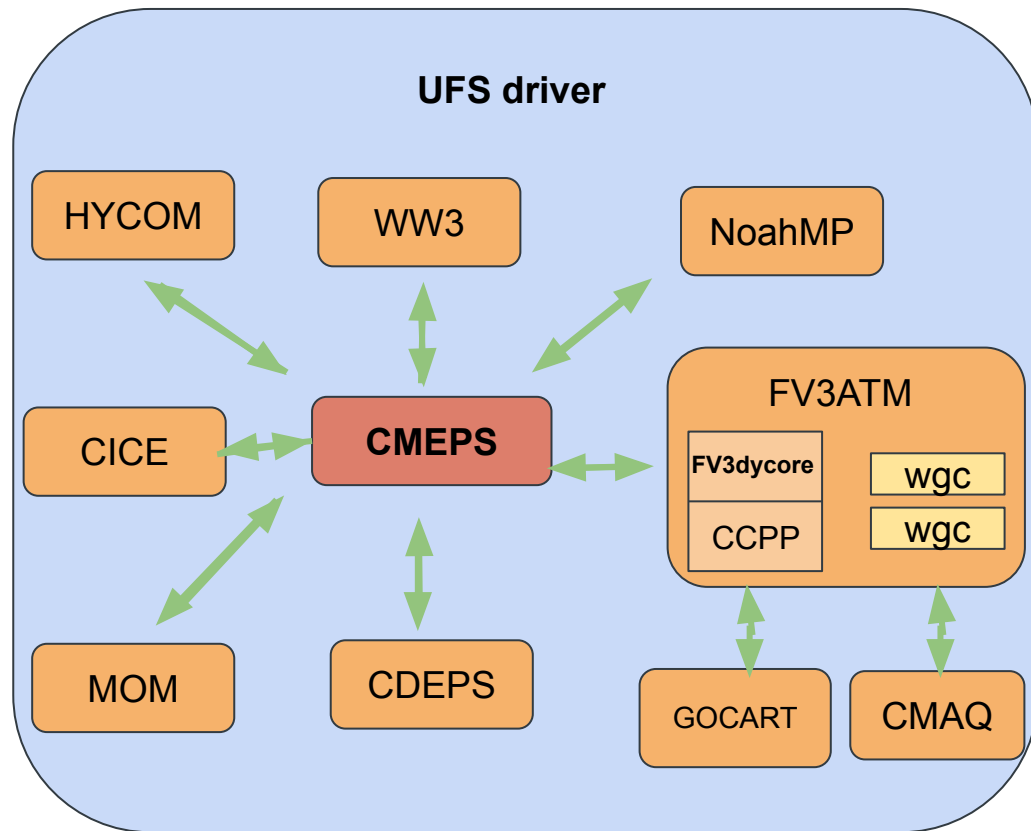 UFS driver
HYCOM
WW3
NoahMP
CICE
CMEPS
FV3ATM
FV3dycore
CCPP
wgc
wgc
MOM
CDEPS
GOCART
CMAQ